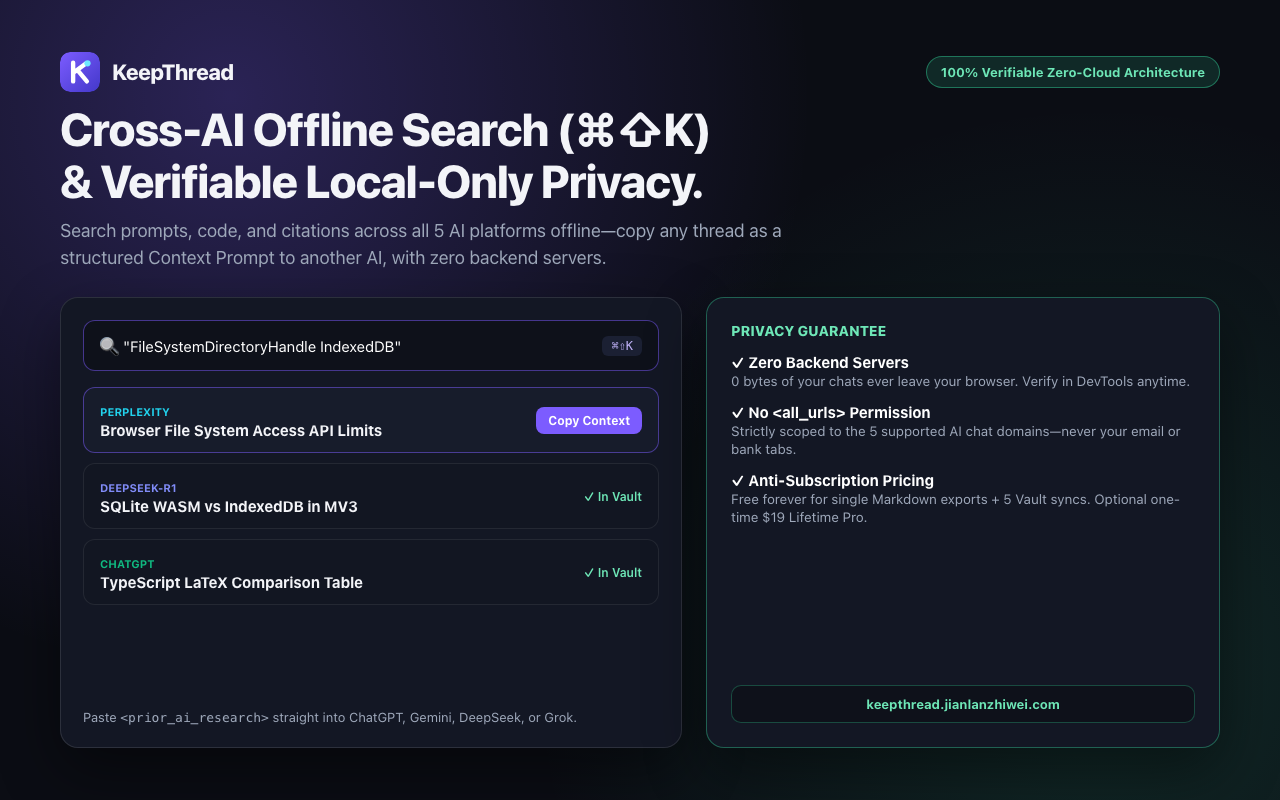 KeepThread
100% Verifiable Zero-Cloud Architecture
Cross-AI Offline Search (⌘⇧K)
& Verifiable Local-Only Privacy.
Search prompts, code, and citations across all 5 AI platforms offline—copy any thread as a
structured Context Prompt to another AI, with zero backend servers.
🔍 "FileSystemDirectoryHandle IndexedDB"
⌘⇧K
PERPLEXITY
Browser File System Access API Limits
Copy Context
DEEPSEEK-R1
SQLite WASM vs IndexedDB in MV3
✓ In Vault
CHATGPT
TypeScript LaTeX Comparison Table
✓ In Vault
Paste <prior_ai_research> straight into ChatGPT, Gemini, DeepSeek, or Grok.
PRIVACY GUARANTEE
✓ Zero Backend Servers
0 bytes of your chats ever leave your browser. Verify in DevTools anytime.
✓ No <all_urls> Permission
Strictly scoped to the 5 supported AI chat domains—never your email or
bank tabs.
✓ Anti-Subscription Pricing
Free forever for single Markdown exports + 5 Vault syncs. Optional one-
time $19 Lifetime Pro.
keepthread.jianlanzhiwei.com